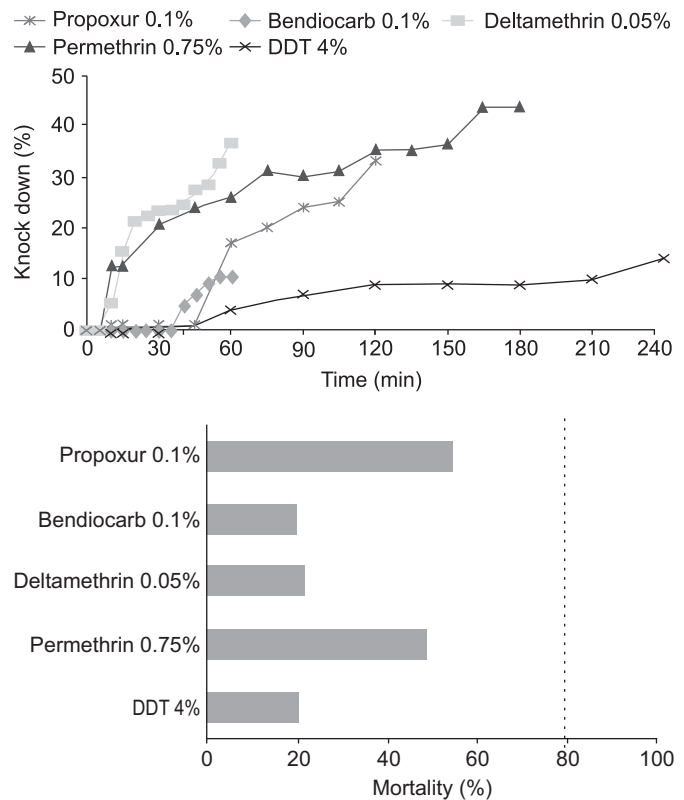 Propoxur 0.1% Bendiocarb 0.1% Deltamethrin 0.05%
Permethrin 0.75% DDT 4%
50
40
30
20
10
0
Knock down (%)
0 30 60 90 120 150 180 210 240
Time (min)
Propoxur 0.1%
Bendiocarb 0.1%
Deltamethrin 0.05%
Permethrin 0.75%
DDT 4%
0 20 40 60 80 100
Mortality (%)